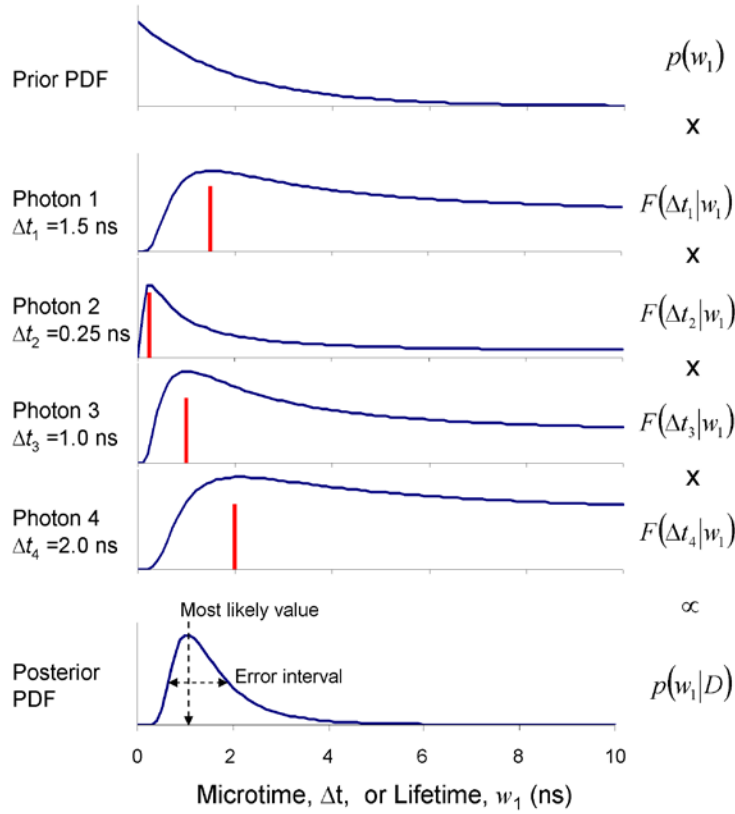 Prior PDF
p(w₁)
x
Photon 1
Δt₁ =1.5 ns
F(Δt₁|w₁)
x
Photon 2
Δt₂ =0.25 ns
F(Δt₂|w₁)
x
Photon 3
Δt₃ =1.0 ns
F(Δt₃|w₁)
x
Photon 4
Δt₄ =2.0 ns
F(Δt₄|w₁)
∝
Most likely value
Error interval
Posterior
PDF
p(w₁|D)
0 2 4 6 8 10
Microtime, Δt, or Lifetime, w₁ (ns)